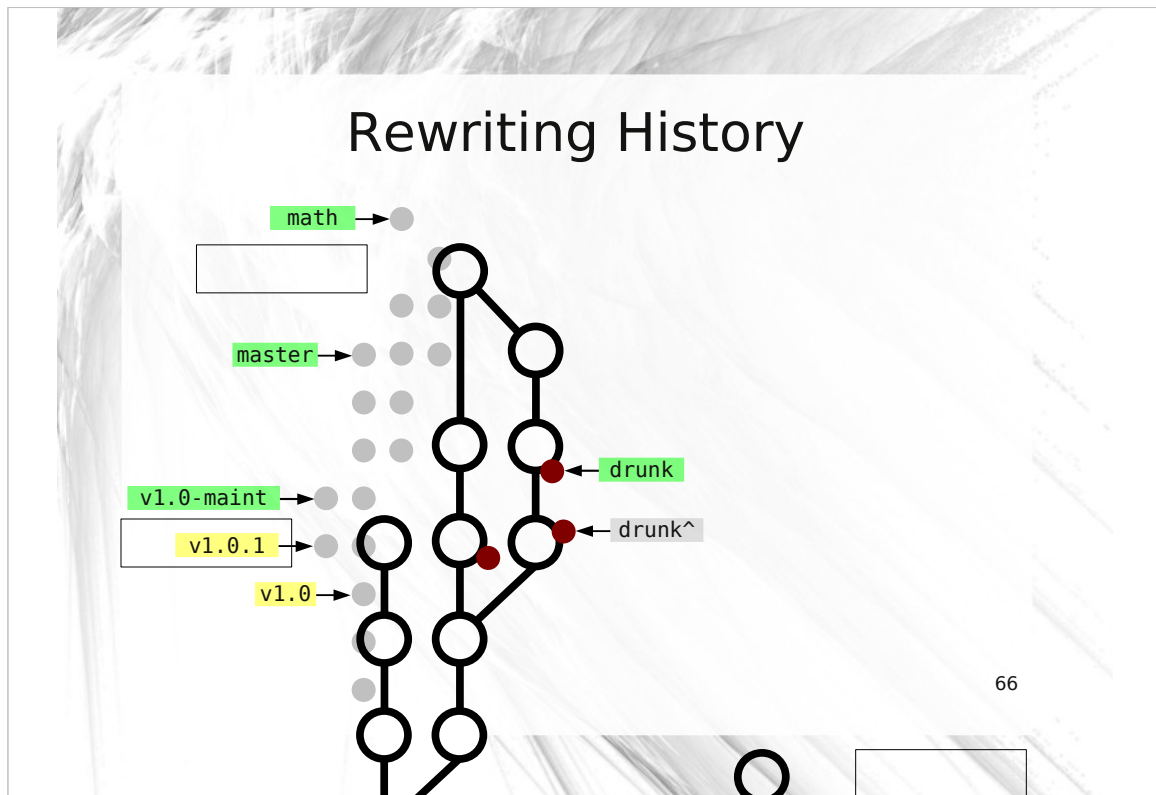 Rewriting History
math
master
drunk
v1.0-maint
drunk^
v1.0.1
v1.0
66